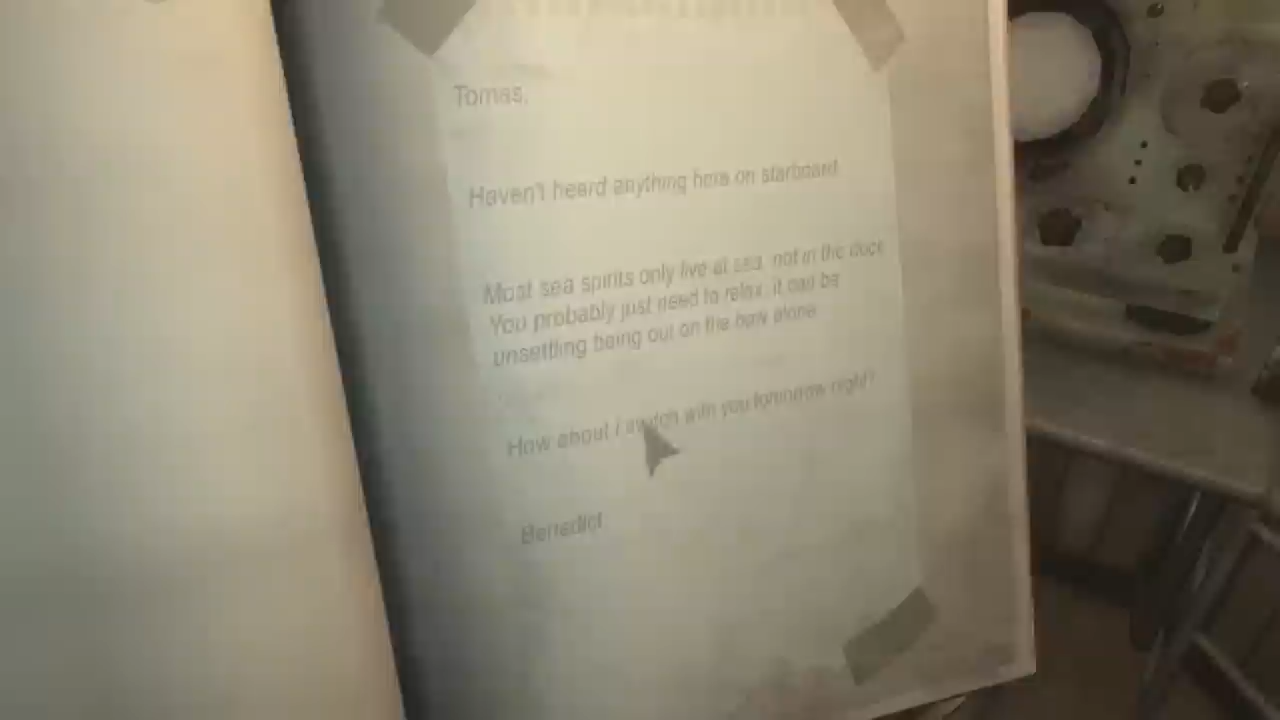 Tomas,
Haven't heard anything here on starboard
Most sea spirits only live at sea, not in the
You probably just need to relax, it can be
unsettling being out on the bow alone
How about I switch with you tomorrow night?
Benedict